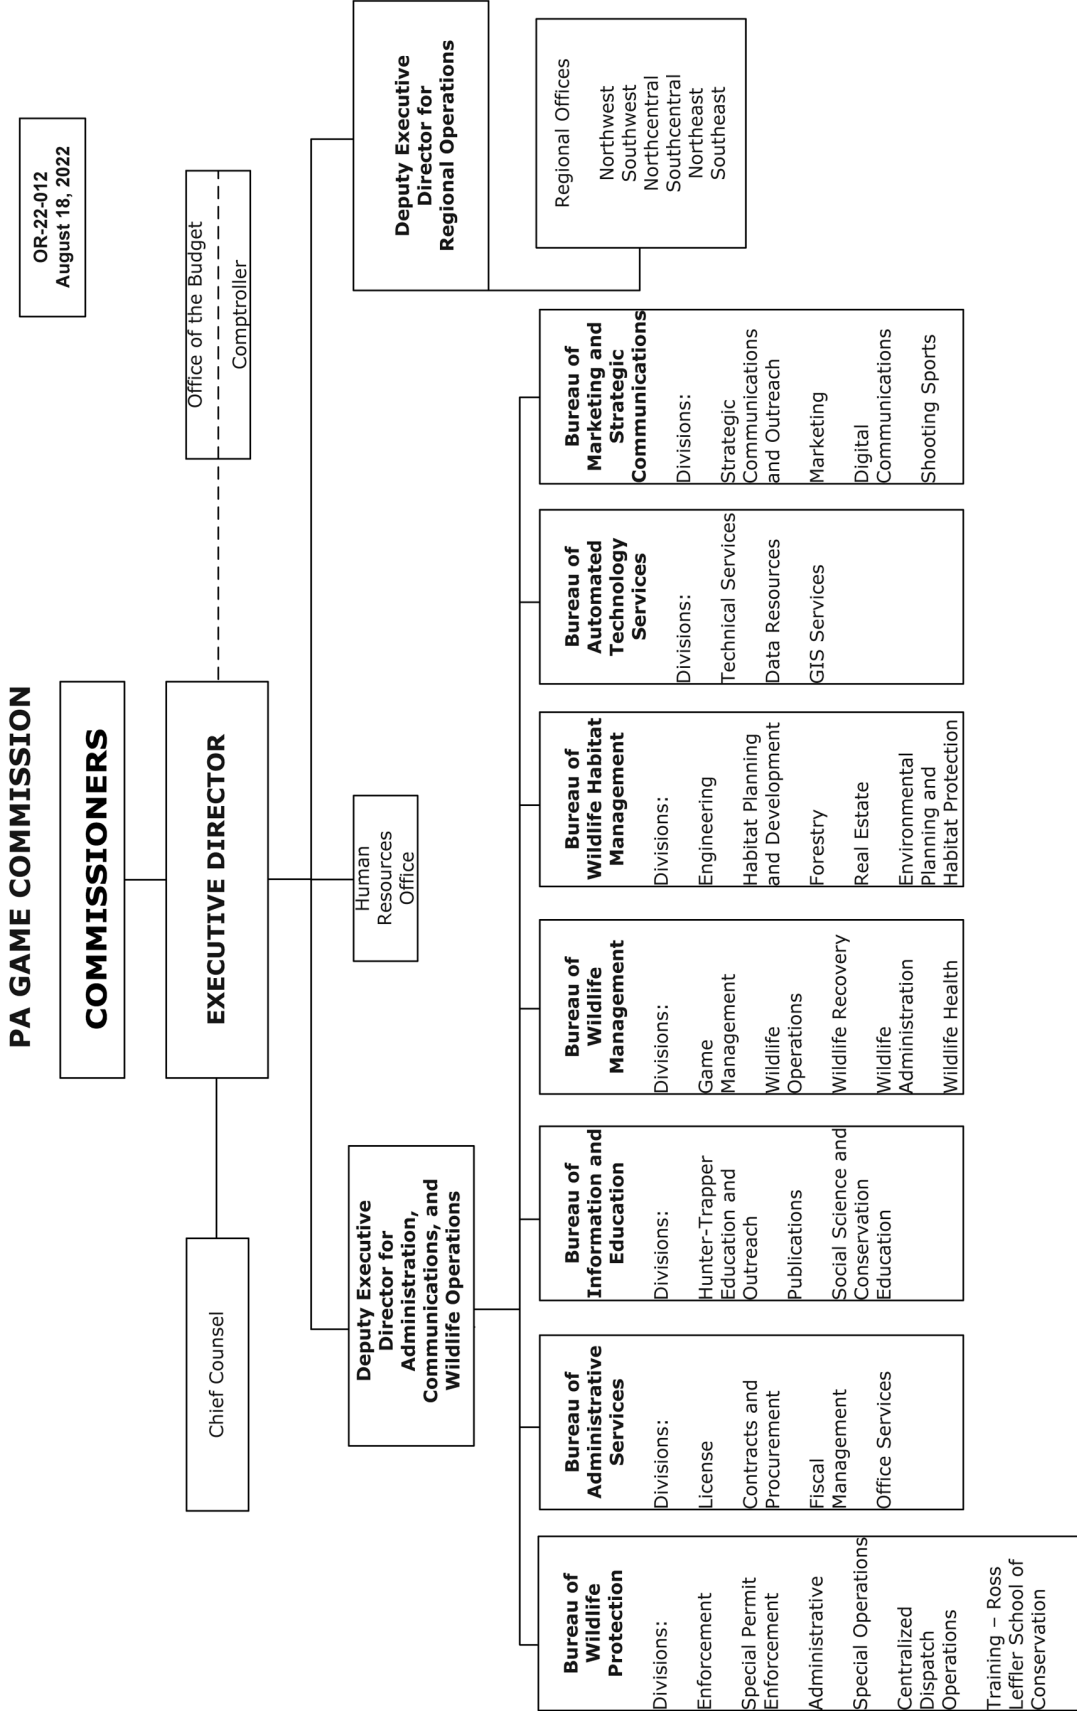 PA GAME COMMISSION
OR-22-012
August 18, 2022
COMMISSIONERS
EXECUTIVE DIRECTOR
Office of the Budget
Comptroller
Chief Counsel
Human
Resources
Office
Deputy Executive
Director for
Administration,
Communications, and
Wildlife Operations
Deputy Executive
Director for
Regional Operations
Regional Offices
Northwest
Southwest
Northcentral
Southcentral
Northeast
Southeast
Bureau of
Wildlife
Protection
Divisions:
Enforcement
Special Permit
Enforcement
Administrative
Special Operations
Centralized
Dispatch
Operations
Training – Ross
Leffler School of
Conservation
Bureau of
Administrative
Services
Divisions:
License
Contracts and
Procurement
Fiscal
Management
Office Services
Bureau of
Information and
Education
Divisions:
Hunter-Trapper
Education and
Outreach
Publications
Social Science and
Conservation
Education
Bureau of
Wildlife
Management
Divisions:
Game
Management
Wildlife
Operations
Wildlife Recovery
Wildlife
Administration
Wildlife Health
Bureau of
Wildlife Habitat
Management
Divisions:
Engineering
Habitat Planning
and Development
Forestry
Real Estate
Environmental
Planning and
Habitat Protection
Bureau of
Automated
Technology
Services
Divisions:
Technical Services
Data Resources
GIS Services
Bureau of
Marketing and
Strategic
Communications
Divisions:
Strategic
Communications
and Outreach
Marketing
Digital
Communications
Shooting Sports